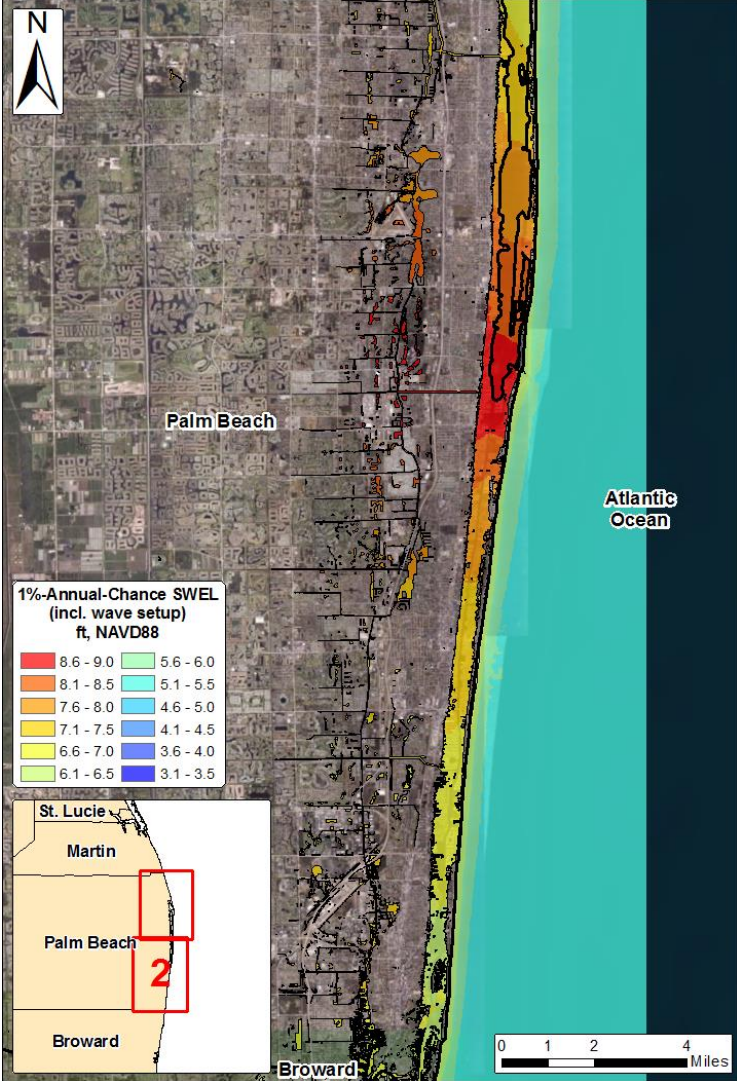 N
Palm Beach
Atlantic
Ocean
1%-Annual-Chance SWEL
(incl. wave setup)
ft, NAVD88
8.6 - 9.0 5.6 - 6.0
8.1 - 8.5 5.1 - 5.5
7.6 - 8.0 4.6 - 5.0
7.1 - 7.5 4.1 - 4.5
6.6 - 7.0 3.6 - 4.0
6.1 - 6.5 3.1 - 3.5
St. Lucie
Martin
Palm Beach
2
Broward
Broward
0 1 2 4
Miles